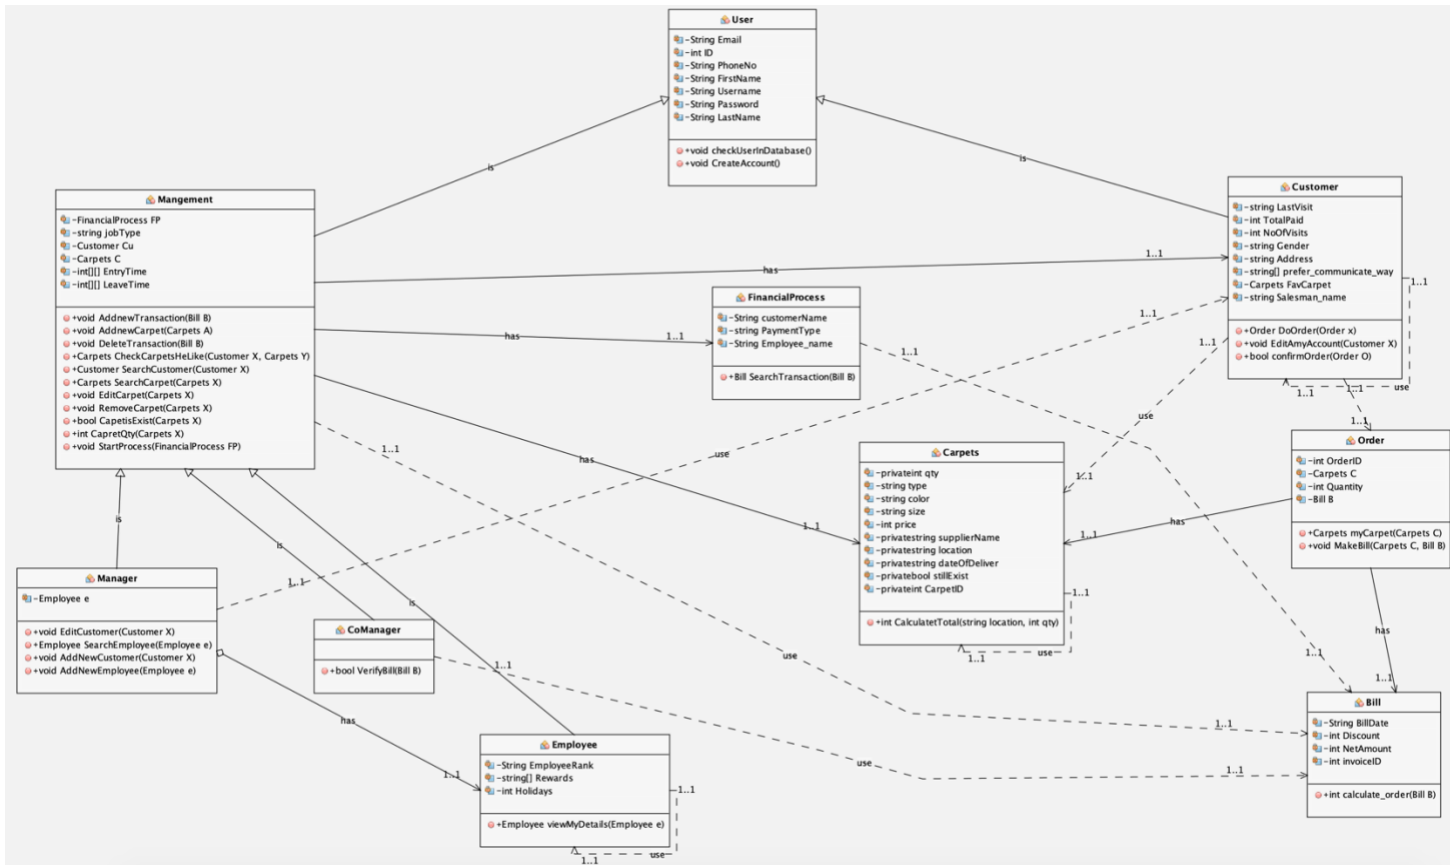 User
-String Email
-int ID
-String PhoneNo
-String FirstName
-String Username
-String Password
-String LastName
+void checkUserInDatabase()
+void CreateAccount()
is
is
Mangement
-FinancialProcess FP
-string jobType
-Customer Cu
-Carpets C
-int[][] EntryTime
-int[][] LeaveTime
+void AddnewTransaction(Bill B)
+void AddnewCarpet(Carpets A)
+void DeleteTransaction(Bill B)
+Carpets CheckCarpetsHeLike(Customer X, Carpets Y)
+Customer SearchCustomer(Customer X)
+Carpets SearchCarpet(Carpets X)
+void EditCarpet(Carpets X)
+void RemoveCarpet(Carpets X)
+bool CapetisExist(Carpets X)
+int CapretQty(Carpets X)
+void StartProcess(FinancialProcess FP)
Customer
-string LastVisit
-int TotalPaid
-int NoOfVisits
-string Gender
-string Address
-string[] prefer_communicate_way
-Carpets FavCarpet
-string Salesman_name
+Order DoOrder(Order x)
+void EditAmyAccount(Customer X)
+bool confirmOrder(Order O)
has
1..1
1..1
1..1
use
FinancialProcess
-String customerName
-string PaymentType
-String Employee_name
+Bill SearchTransaction(Bill B)
has
1..1
1..1
1..1
1..1
use
1..1
1..1
1..1
Order
-int OrderID
-Carpets C
-int Quantity
-Bill B
+Carpets myCarpet(Carpets C)
+void MakeBill(Carpets C, Bill B)
Carpets
-privateint qty
-string type
-string color
-string size
-int price
-privatestring supplierName
-privatestring location
-privatestring dateOfDeliver
-privatebool stillExist
-privateint CarpetID
+int CalculatetTotal(string location, int qty)
has
1..1
1..1
use
1..1
has
1..1
1..1
1..1
use
is
is
is
Manager
-Employee e
+void EditCustomer(Customer X)
+Employee SearchEmployee(Employee e)
+void AddNewCustomer(Customer X)
+void AddNewEmployee(Employee e)
1..1
use
CoManager
+bool VerifyBill(Bill B)
1..1
use
1..1
has
1..1
has
1..1
1..1
1..1
Bill
-String BillDate
-int Discount
-int NetAmount
-int invoiceID
+int calculate_order(Bill B)
Employee
-String EmployeeRank
-string[] Rewards
-int Holidays
+Employee viewMyDetails(Employee e)
1..1
1..1
use